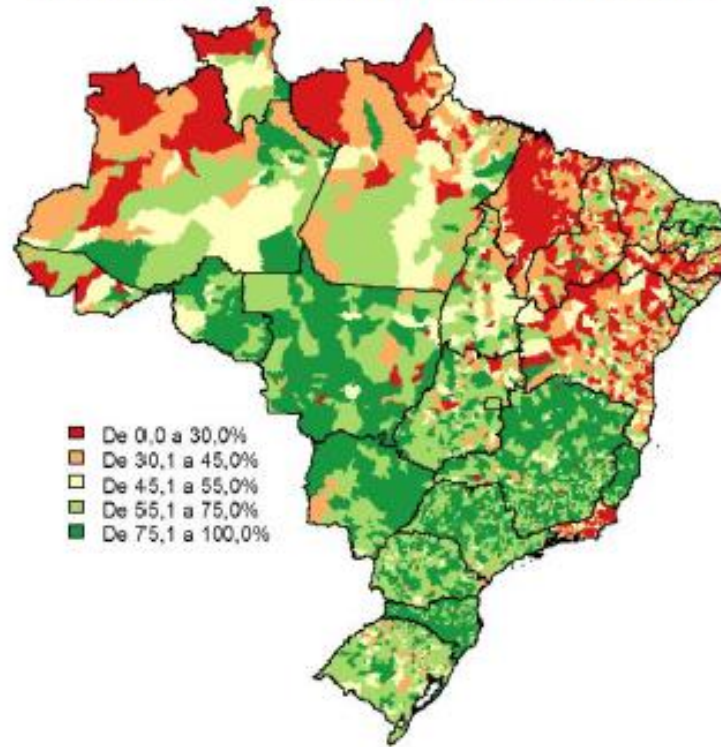 De 0,0 a 30,0%
De 30,1 a 45,0%
De 45,1 a 55,0%
De 55,1 a 75,0%
De 75,1 a 100,0%